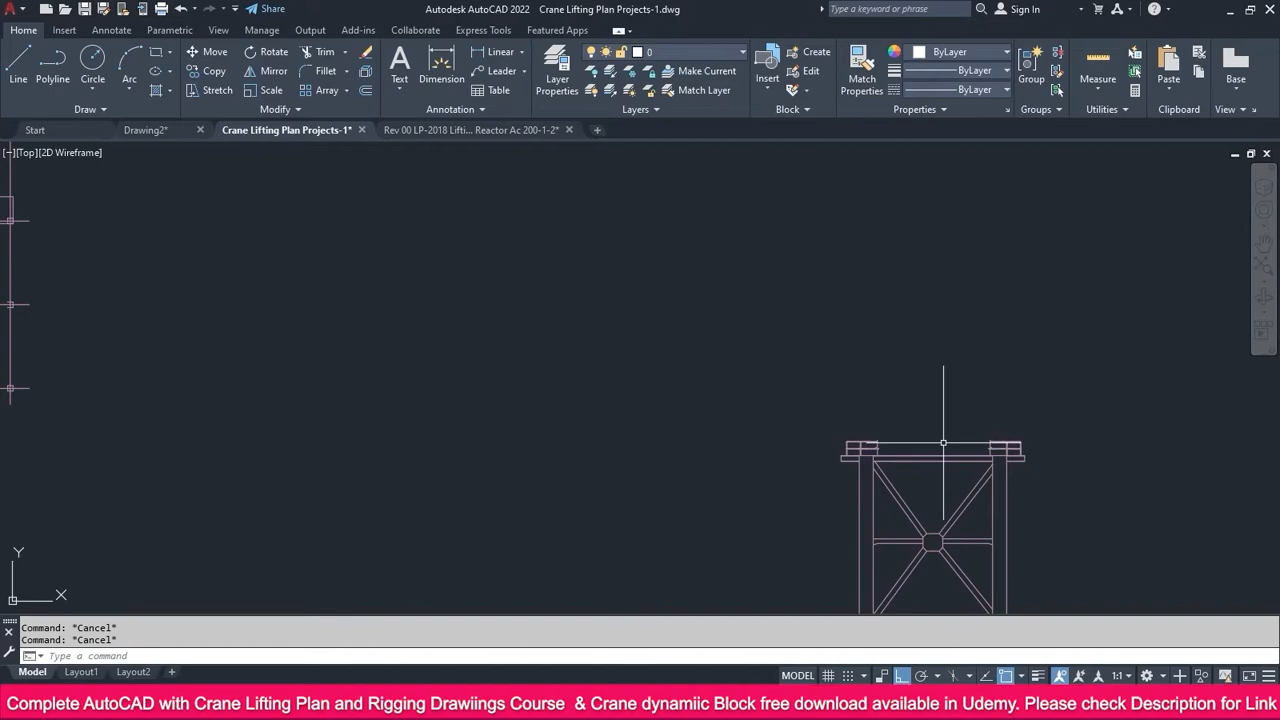 Autodesk AutoCAD 2022 Crane Lifting Plan Projects-1.dwg
Share
Type a keyword or phrase
Sign In
Home Insert Annotate Parametric View Manage Output Add-ins Collaborate Express Tools Featured Apps
Line Polyline Circle Arc
Move Rotate Trim
Copy Mirror Fillet
Stretch Scale Array
Text Dimension
Linear
Leader
Table
Layer Properties
0
Make Current
Match Layer
Insert
Create
Edit
Match Properties
ByLayer
ByLayer
ByLayer
Group
Measure
Paste
Base
Draw Modify Annotation Layers Block Properties Groups Utilities Clipboard View
Start Drawing2* Crane Lifting Plan Projects-1* Rev 00 LP-2018 Lifti... Reactor Ac 200-1-2*
[−][Top][2D Wireframe]
Y
X
Command: *Cancel*
Command: *Cancel*
Type a command
Model Layout1 Layout2
MODEL
1:1
Complete AutoCAD with Crane Lifting Plan and Rigging Drawiings Course & Crane dynamiic Block free download available in Udemy. Please check Description for Link